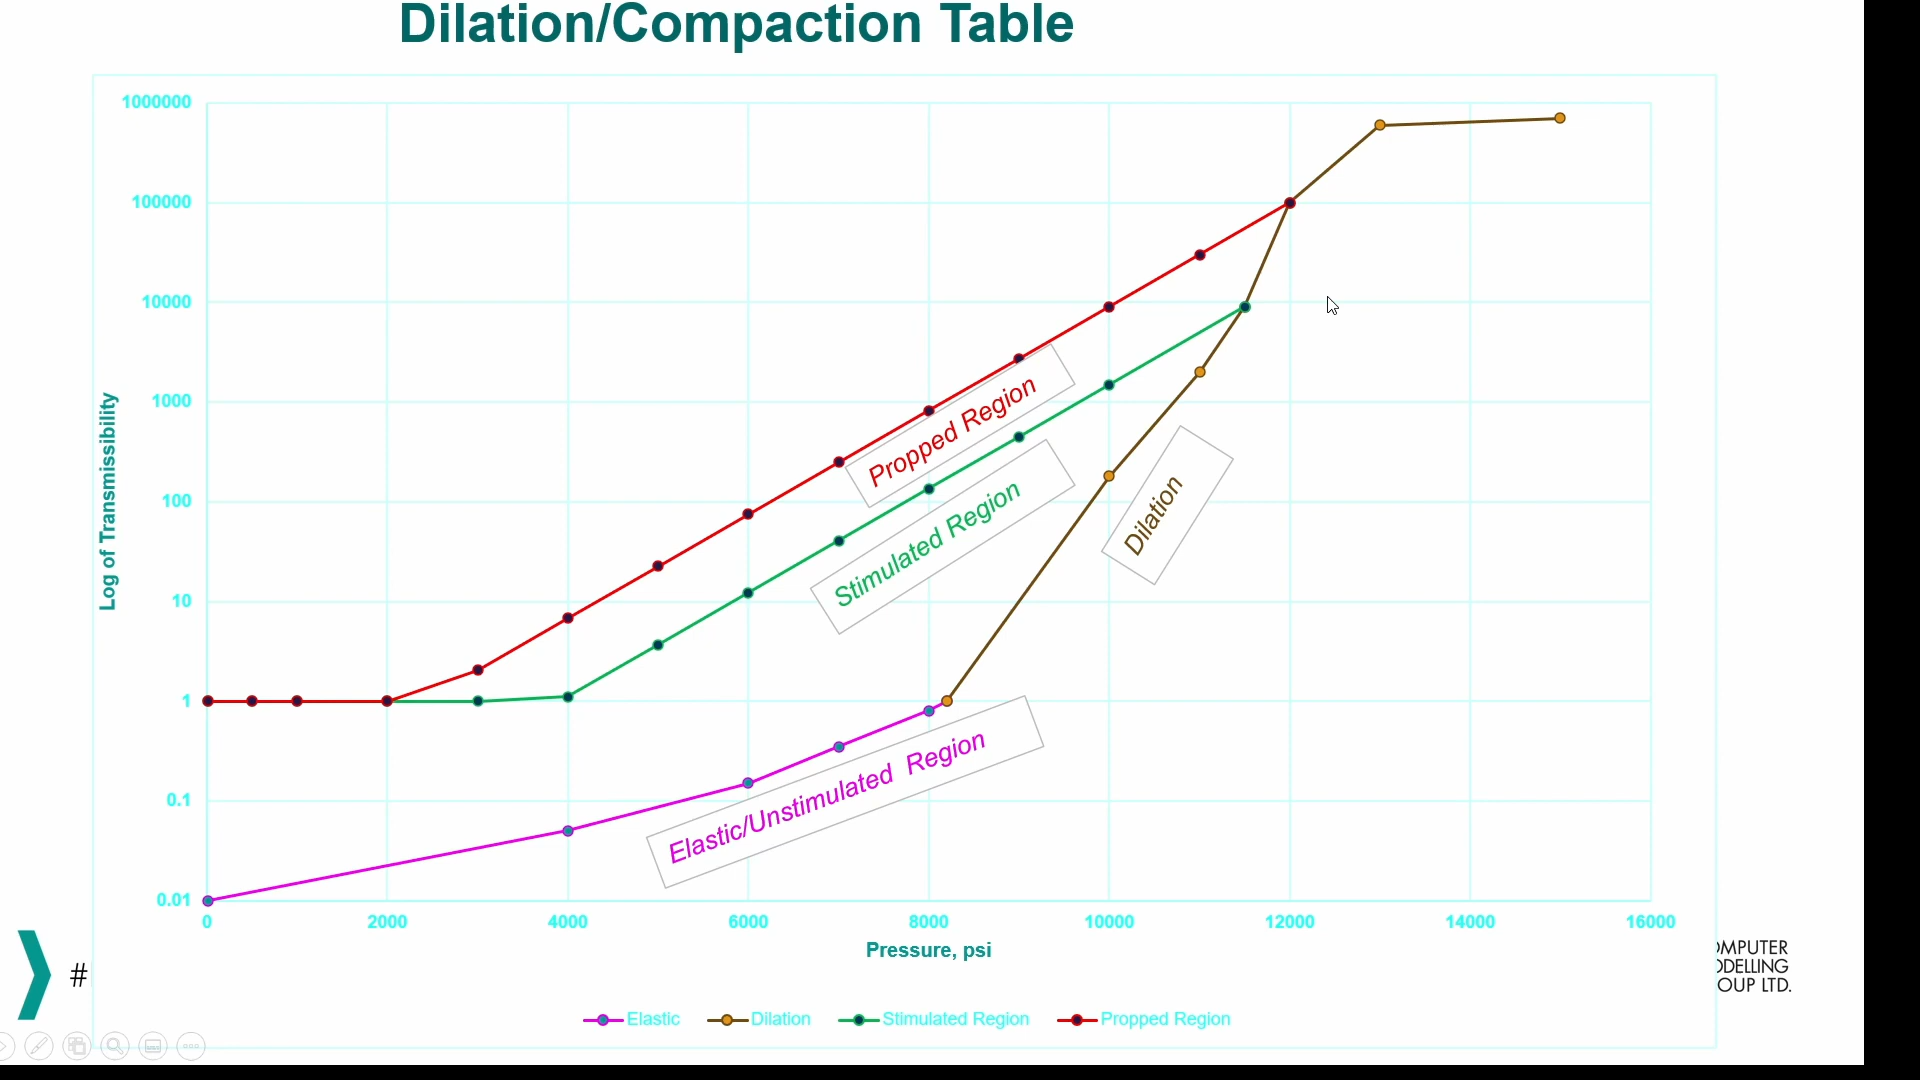 Dilation/Compaction Table
1000000
100000
10000
1000
100
10
1
0.1
0.01
Log of Transmissibility
Propped Region
Stimulated Region
Dilation
Elastic/Unstimulated Region
0 2000 4000 6000 8000 10000 12000 14000 16000
Pressure, psi
Elastic Dilation Stimulated Region Propped Region
#
OMPUTER
ODELLING
OUP LTD.